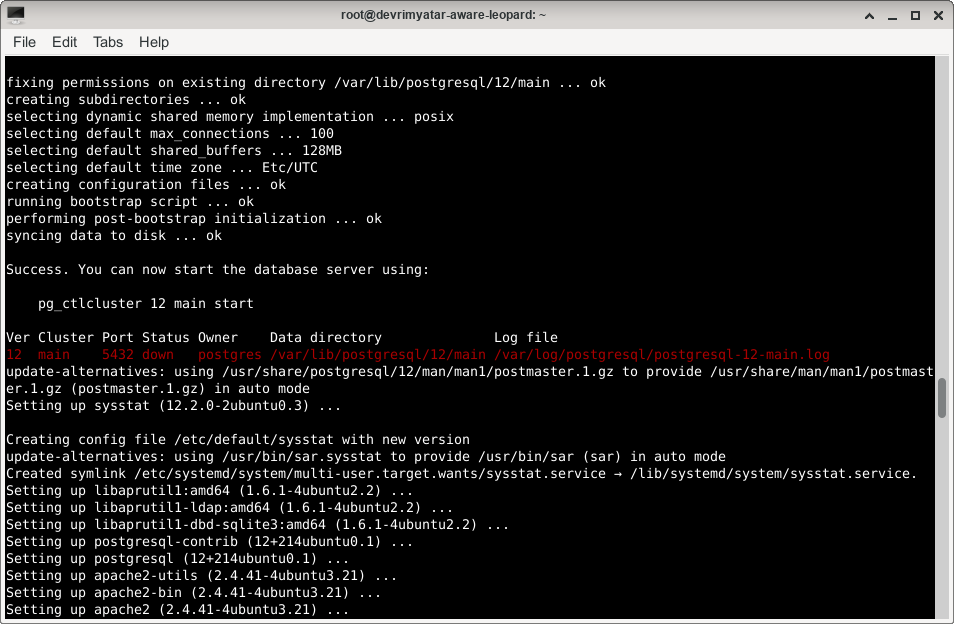 root@devrimyatar-aware-leopard: ~
File Edit Tabs Help
fixing permissions on existing directory /var/lib/postgresql/12/main ... ok
creating subdirectories ... ok
selecting dynamic shared memory implementation ... posix
selecting default max_connections ... 100
selecting default shared_buffers ... 128MB
selecting default time zone ... Etc/UTC
creating configuration files ... ok
running bootstrap script ... ok
performing post-bootstrap initialization ... ok
syncing data to disk ... ok
Success. You can now start the database server using:
    pg_ctlcluster 12 main start
Ver Cluster Port Status Owner    Data directory              Log file
12  main    5432 down   postgres /var/lib/postgresql/12/main /var/log/postgresql/postgresql-12-main.log
update-alternatives: using /usr/share/postgresql/12/man/man1/postmaster.1.gz to provide /usr/share/man/man1/postmast
er.1.gz (postmaster.1.gz) in auto mode
Setting up sysstat (12.2.0-2ubuntu0.3) ...
Creating config file /etc/default/sysstat with new version
update-alternatives: using /usr/bin/sar.sysstat to provide /usr/bin/sar (sar) in auto mode
Created symlink /etc/systemd/system/multi-user.target.wants/sysstat.service → /lib/systemd/system/sysstat.service.
Setting up libaprutil1:amd64 (1.6.1-4ubuntu2.2) ...
Setting up libaprutil1-ldap:amd64 (1.6.1-4ubuntu2.2) ...
Setting up libaprutil1-dbd-sqlite3:amd64 (1.6.1-4ubuntu2.2) ...
Setting up postgresql-contrib (12+214ubuntu0.1) ...
Setting up postgresql (12+214ubuntu0.1) ...
Setting up apache2-utils (2.4.41-4ubuntu3.21) ...
Setting up apache2-bin (2.4.41-4ubuntu3.21) ...
Setting up apache2 (2.4.41-4ubuntu3.21) ...